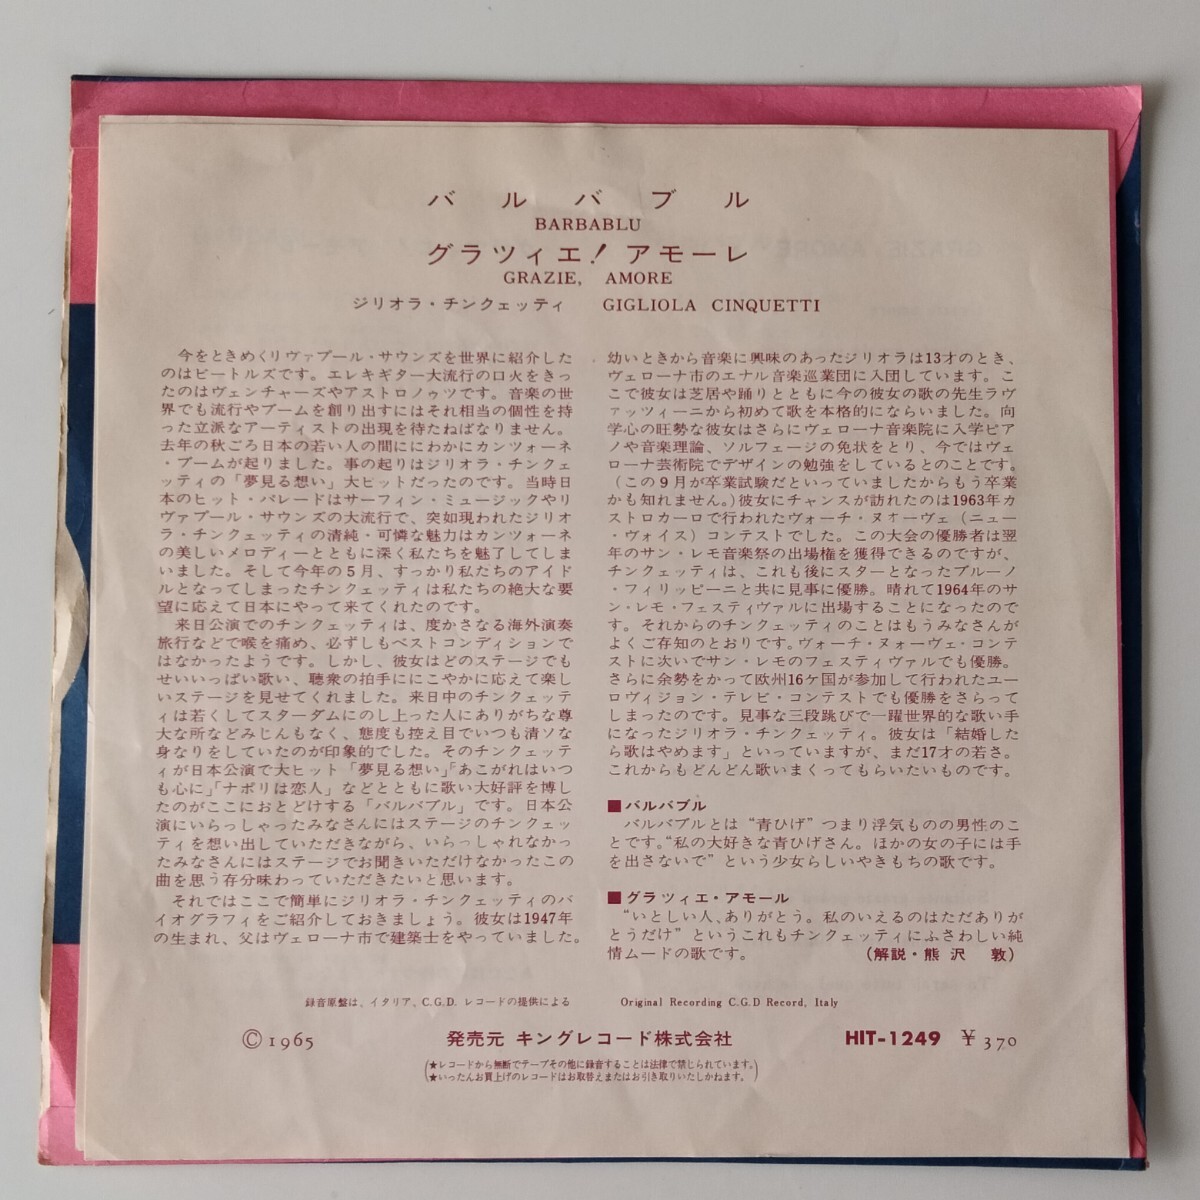 バルバブル
BARBABLU
グラツィエ！アモーレ
GRAZIE, AMORE
ジリオラ・チンクェッティ GIGLIOLA CINQUETTI
今をときめくリヴァプール・サウンズを世界に紹介した
のはビートルズです。エレキギター大流行の口火をきっ
たのはヴェンチャーズやアストロノゥツです。音楽の世
界でも流行やブームを創り出すにはそれ相当の個性を持
った立派なアーティストの出現を待たねばなりません。
去年の秋ごろ日本の若い人の間ににわかにカンツォーネ
・ブームが起りました。事の起りはジリオラ・チンクェ
ッティの「夢見る想い」大ヒットだったのです。当時日
本のヒット・パレードはサーフィン・ミュージックやリ
ヴァプール・サウンズの大流行で、突如現われたジリオ
ラ・チンクェッティの清純・可憐な魅力はカンツォーネ
の美しいメロディーとともに深く私たちを魅了してしま
いました。そして今年の5月、すっかり私たちのアイド
ルとなってしまったチンクェッティは私たちの絶大な要
望に応えて日本にやって来てくれたのです。
来日公演でのチンクェッティは、度かさなる海外演奏
旅行などで喉を痛め、必ずしもベストコンディションで
はなかったようです。しかし、彼女はどのステージでも
せいいっぱい歌い、聴衆の拍手ににこやかに応えて楽し
いステージを見せてくれました。来日中のチンクェッテ
ィは若くしてスターダムにのし上った人にありがちな尊
大な所などみじんもなく、態度も控え目でいつも清ソな
身なりをしていたのが印象的でした。そのチンクェッテ
ィが日本公演で大ヒット「夢見る想い」「あこがれはいつ
も心に」「ナポリは恋人」などとともに歌い大好評を博し
たのがここにおとどけする「バルバブル」です。日本公
演にいらっしゃったみなさんにはステージのチンクェッ
ティを想い出していただきながら、いらっしゃれなかっ
たみなさんにはステージでお聞きいただけなかったこの
曲を思う存分味わっていただきたいと思います。
それではここで簡単にジリオラ・チンクェッティのバ
イオグラフィをご紹介しておきましょう。彼女は1947年
の生まれ、父はヴェローナ市で建築士をやっていました。
幼いときから音楽に興味のあったジリオラは13才のとき、
ヴェローナ市のエナル音楽巡業団に入団しています。こ
こで彼女は芝居や踊りとともに今の彼女の歌の先生ラヴ
ァッツィーニから初めて歌を本格的にならいました。向
学心の旺勢な彼女はさらにヴェローナ音楽院に入学ピア
ノや音楽理論、ソルフェージの免状をとり、今ではヴェ
ローナ芸術院でデザインの勉強をしているとのことです。
（この9月が卒業試験だといっていましたからもう卒業
かも知れません。）彼女にチャンスが訪れたのは1963年カ
ストロカーロで行われたヴォーチ・ヌオーヴェ（ニュー
・ヴォイス）コンテストでした。この大会の優勝者は翌
年のサン・レモ音楽祭の出場権を獲得できるのですが、
チンクェッティは、これも後にスターとなったブルーノ
・フィリッピーニと共に見事に優勝。晴れて1964年のサ
ン・レモ・フェスティヴァルに出場することになったので
す。それからのチンクェッティのことはもうみなさんが
よくご存知のとおりです。ヴォーチ・ヌォーヴェ・コンテ
ストに次いでサン・レモのフェスティヴァルでも優勝。
さらに余勢をかって欧州16ケ国が参加して行われたユー
ロヴィジョン・テレビ・コンテストでも優勝をさらって
しまったのです。見事な三段跳びで一躍世界的な歌い手
になったジリオラ・チンクェッティ。彼女は「結婚した
ら歌はやめます」といっていますが、まだ17才の若さ。
これからもどんどん歌いまくってもらいたいものです。
■バルバブル
バルバブルとは“青ひげ”つまり浮気ものの男性のこ
とです。“私の大好きな青ひげさん。ほかの女の子には手
を出さないで”という少女らしいやきもちの歌です。
■グラツィエ・アモール
“いとしい人、ありがとう。私のいえるのはただありが
とうだけ”というこれもチンクェッティにふさわしい純
情ムードの歌です。 （解説・熊沢 敦）
録音原盤は、イタリア、C.G.D. レコードの提供による Original Recording C.G.D Record, Italy
©1965 発売元 キングレコード株式会社 HIT-1249 ￥370
（★レコードから無断でテープその他に録音することは法律で禁じられています。
★いったんお買上げのレコードはお取替えまたはお引き取りいたしかねます。）